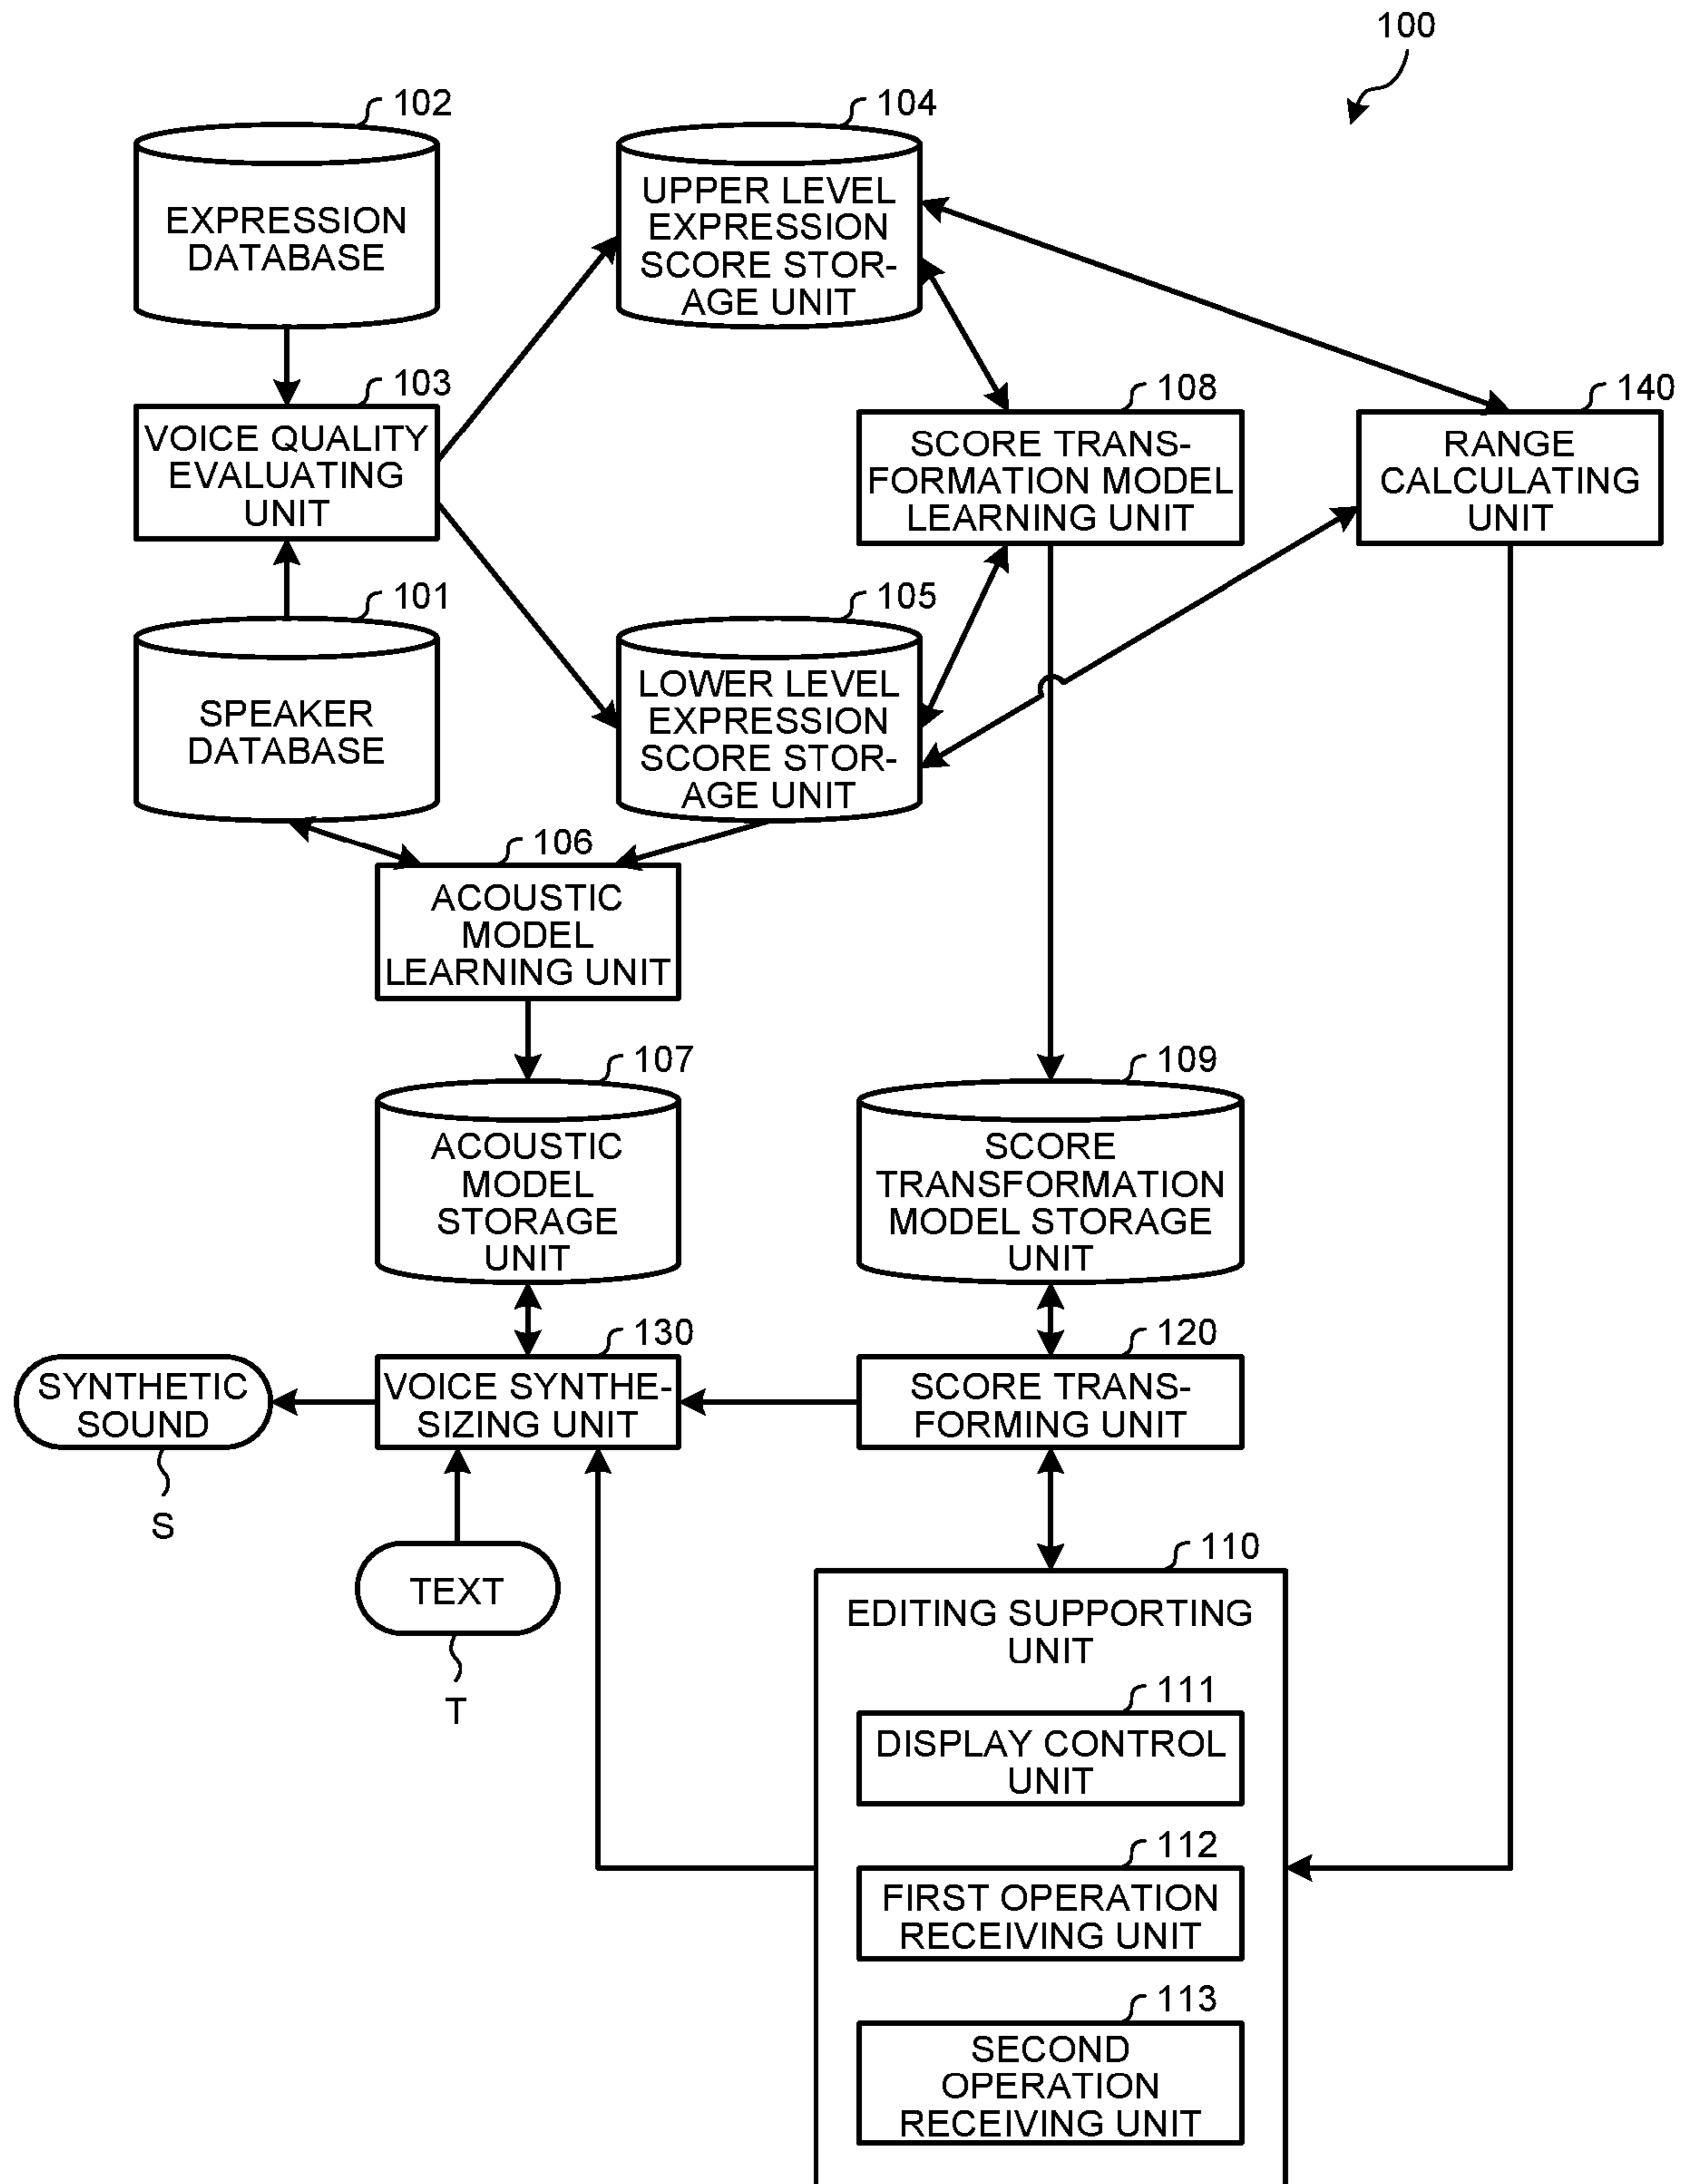 100
102
EXPRESSION
DATABASE
104
UPPER LEVEL
EXPRESSION
SCORE STOR-
AGE UNIT
103
VOICE QUALITY
EVALUATING
UNIT
108
SCORE TRANS-
FORMATION MODEL
LEARNING UNIT
140
RANGE
CALCULATING
UNIT
101
SPEAKER
DATABASE
105
LOWER LEVEL
EXPRESSION
SCORE STOR-
AGE UNIT
106
ACOUSTIC
MODEL
LEARNING UNIT
107
ACOUSTIC
MODEL
STORAGE
UNIT
109
SCORE
TRANSFORMATION
MODEL STORAGE
UNIT
SYNTHETIC
SOUND
S
130
VOICE SYNTHE-
SIZING UNIT
120
SCORE TRANS-
FORMING UNIT
TEXT
T
110
EDITING SUPPORTING
UNIT
111
DISPLAY CONTROL
UNIT
112
FIRST OPERATION
RECEIVING UNIT
113
SECOND
OPERATION
RECEIVING UNIT